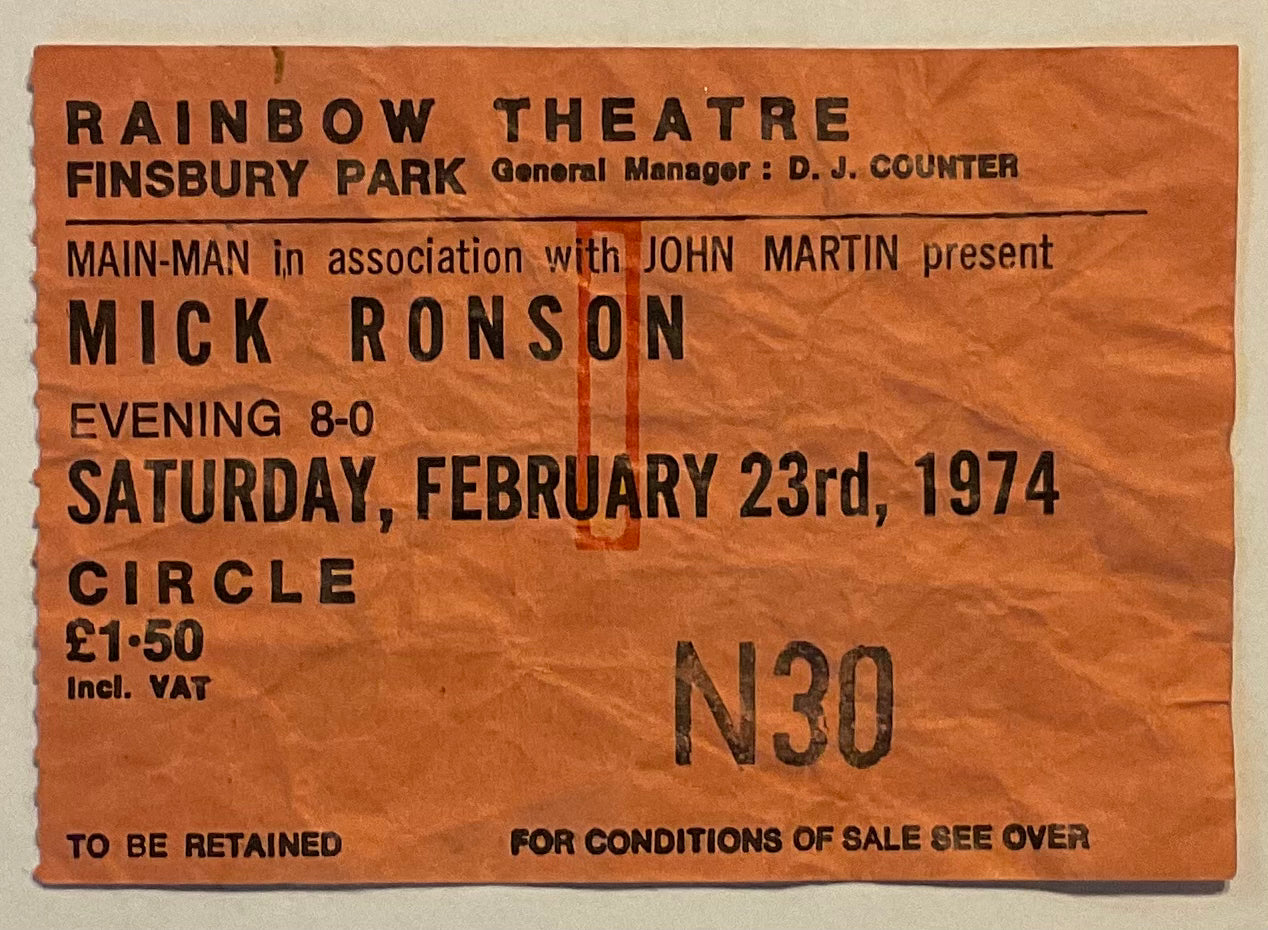 RAINBOW THEATRE
FINSBURY PARK General Manager : D. J. COUNTER
MAIN-MAN in association with JOHN MARTIN present
MICK RONSON
EVENING 8-0
SATURDAY, FEBRUARY 23rd, 1974
CIRCLE
£1·50
incl. VAT
N30
TO BE RETAINED FOR CONDITIONS OF SALE SEE OVER